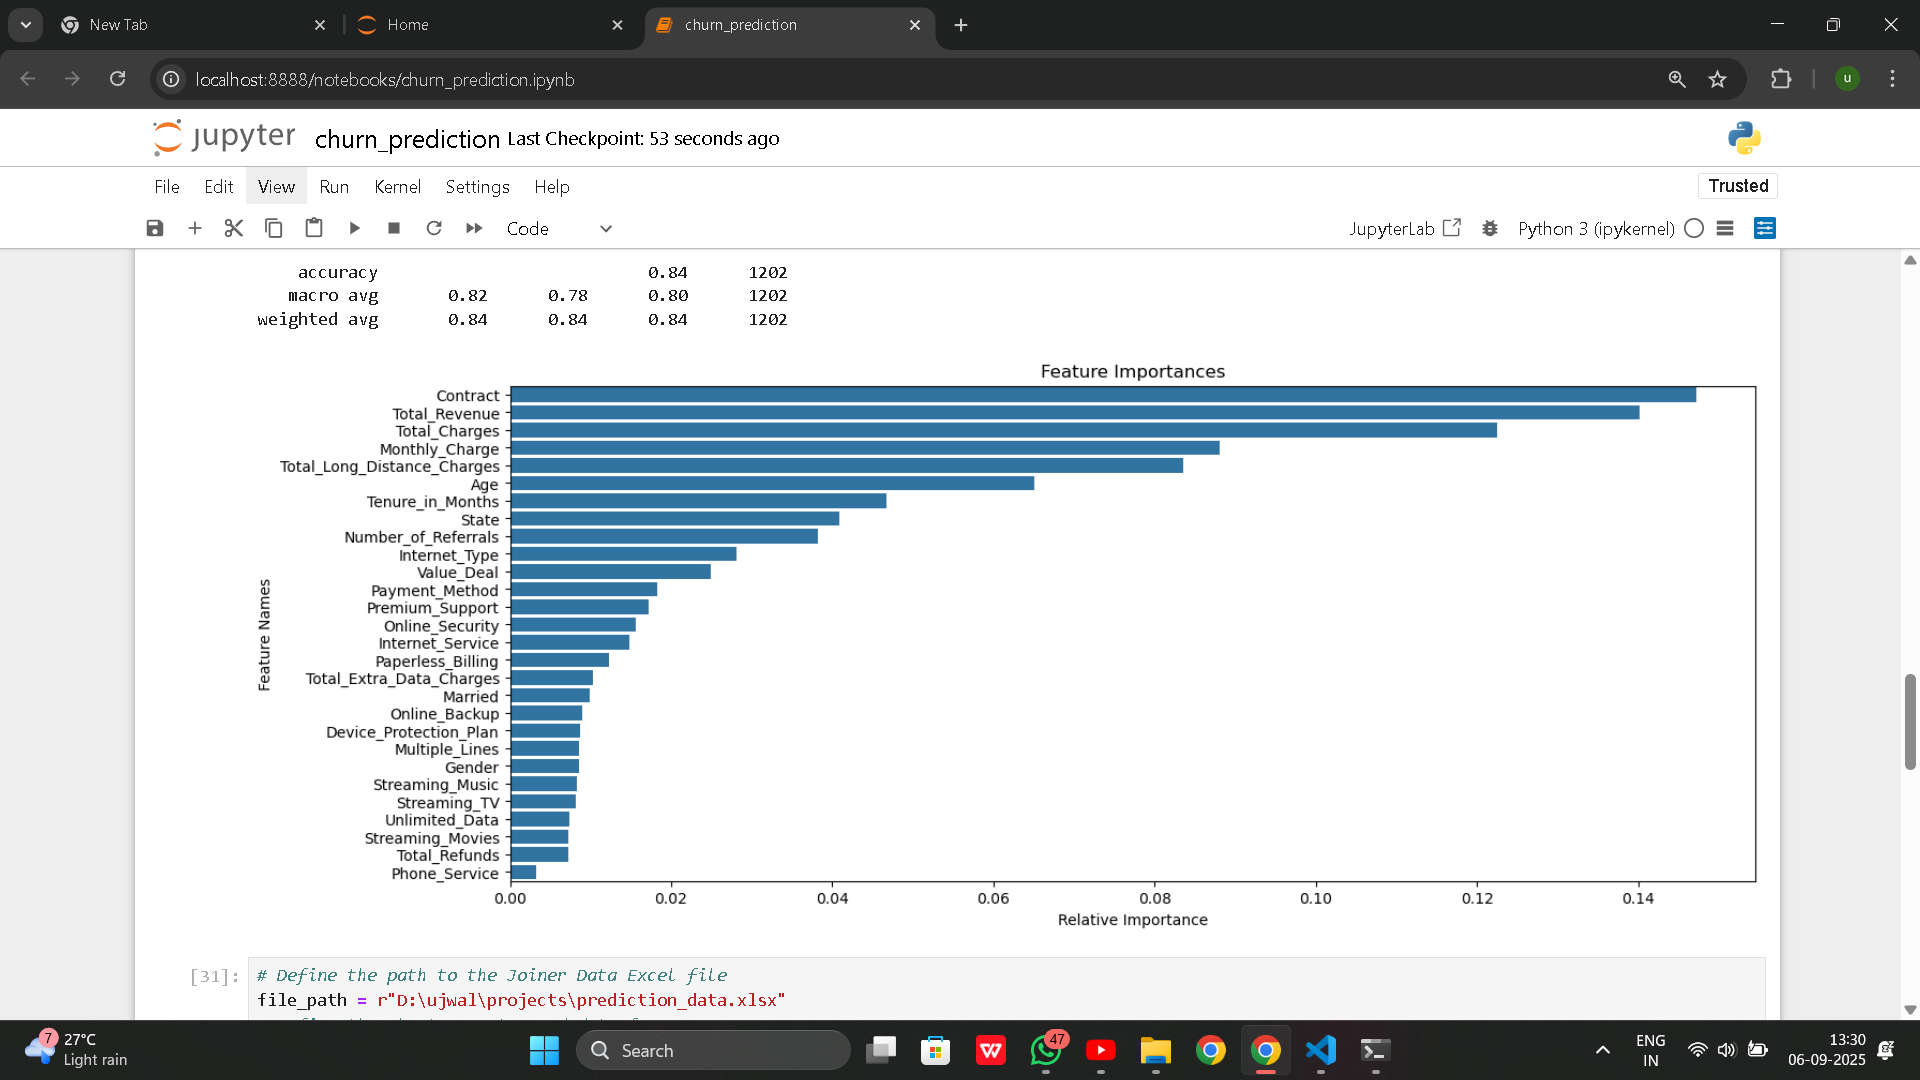 New Tab
Home
churn_prediction
localhost:8888/notebooks/churn_prediction.ipynb
u
jupyter
churn_prediction Last Checkpoint: 53 seconds ago
File Edit View Run Kernel Settings Help
Trusted
Code
JupyterLab
Python 3 (ipykernel)
accuracy 0.84 1202
macro avg 0.82 0.78 0.80 1202
weighted avg 0.84 0.84 0.84 1202
Feature Importances
Contract
Total_Revenue
Total_Charges
Monthly_Charge
Total_Long_Distance_Charges
Age
Tenure_in_Months
State
Number_of_Referrals
Internet_Type
Value_Deal
Payment_Method
Premium_Support
Online_Security
Internet_Service
Paperless_Billing
Total_Extra_Data_Charges
Married
Online_Backup
Device_Protection_Plan
Multiple_Lines
Gender
Streaming_Music
Streaming_TV
Unlimited_Data
Streaming_Movies
Total_Refunds
Phone_Service
Feature Names
0.00 0.02 0.04 0.06 0.08 0.10 0.12 0.14
Relative Importance
[31]:
# Define the path to the Joiner Data Excel file
file_path = r"D:\ujwal\projects\prediction_data.xlsx"
7
27°C
Light rain
Search
W
47
ENG
IN
13:30
06-09-2025